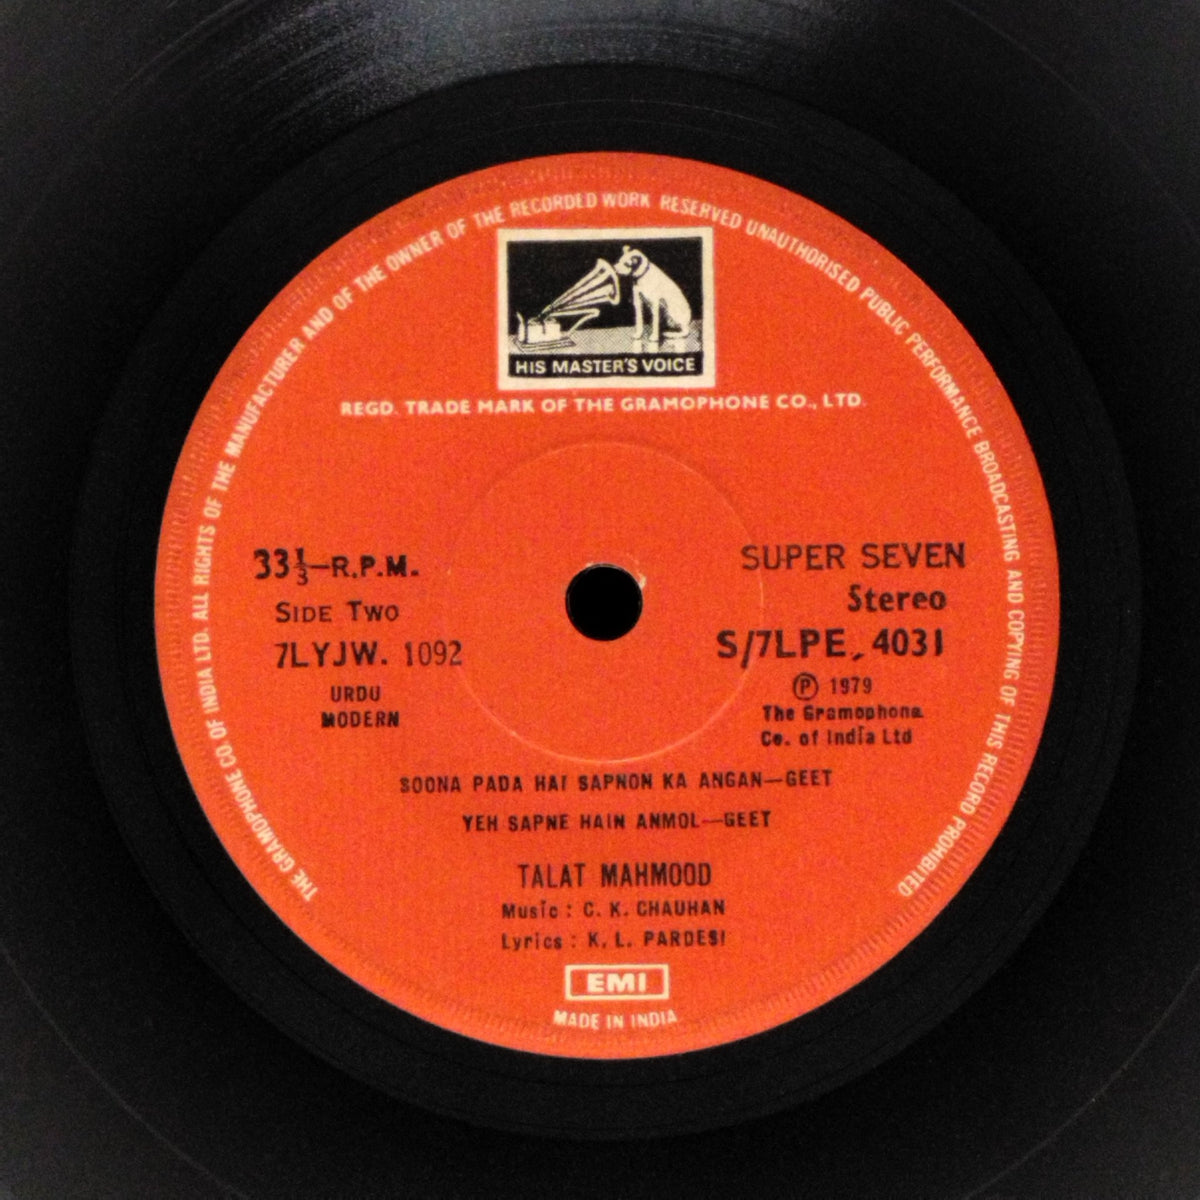 THE GRAMOPHONE CO OF INDIA LTD. ALL RIGHTS OF THE MANUFACTURER AND OF THE OWNER OF THE RECORDED WORK RESERVED UNAUTHORISED PUBLIC PERFORMANCE BROADCASTING AND COPYING OF THIS RECORD PROHIBITED
HIS MASTER'S VOICE
REGD. TRADE MARK OF THE GRAMOPHONE CO., LTD.
33⅓—R.P.M.
SIDE TWO
7LYJW. 1092
URDU
MODERN
SUPER SEVEN
Stereo
S/7LPE, 4031
Ⓟ 1979
The Gramophone
Co. of India Ltd
SOONA PADA HAI SAPNON KA ANGAN—GEET
YEH SAPNE HAIN ANMOL—GEET
TALAT MAHMOOD
Music : C. K. CHAUHAN
Lyrics : K. L. PARDESI
EMI
MADE IN INDIA